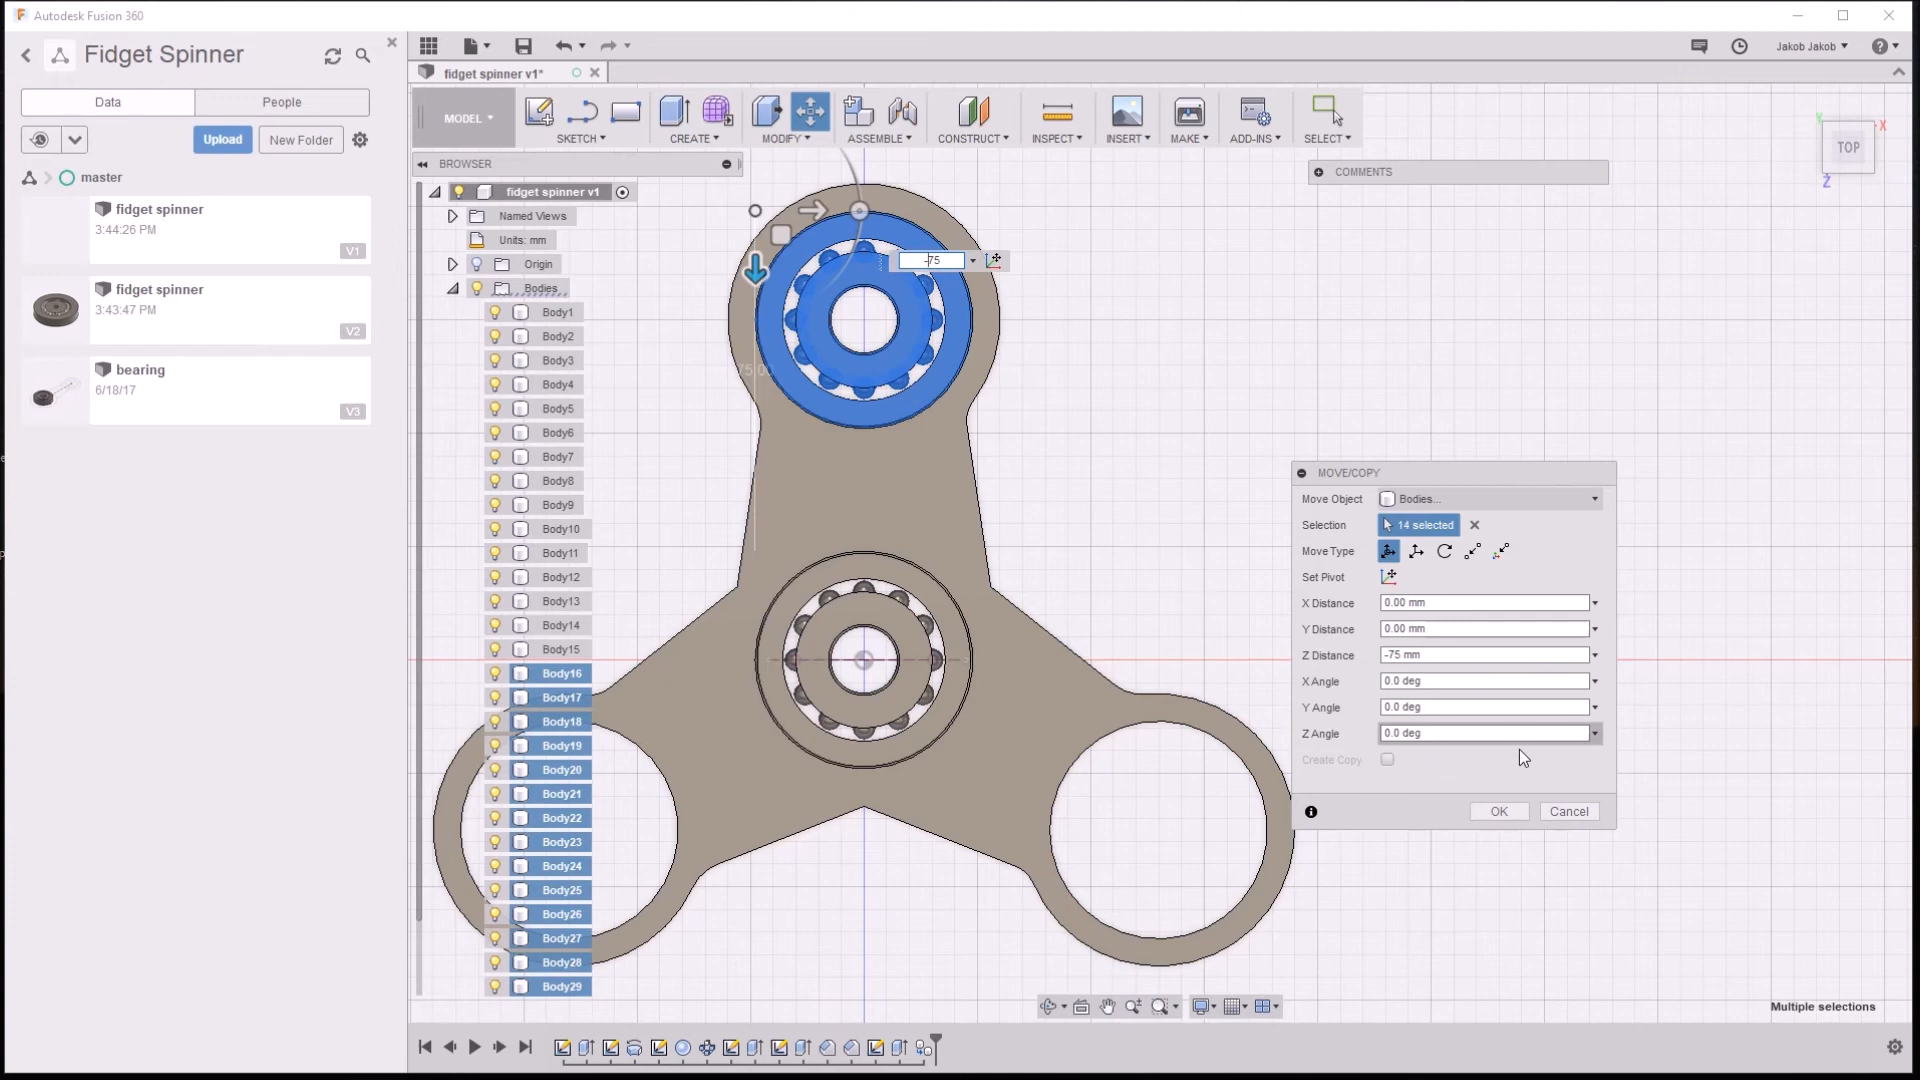 Autodesk Fusion 360
Fidget Spinner
Data
People
Upload
New Folder
master
fidget spinner
3:44:26 PM
V1
fidget spinner
3:43:47 PM
V2
bearing
6/18/17
V3
Jakob Jakob
fidget spinner v1*
MODEL
SKETCH
CREATE
MODIFY
ASSEMBLE
CONSTRUCT
INSPECT
INSERT
MAKE
ADD-INS
SELECT
BROWSER
fidget spinner v1
Named Views
Units: mm
Origin
Bodies
Body1
Body2
Body3
Body4
Body5
Body6
Body7
Body8
Body9
Body10
Body11
Body12
Body13
Body14
Body15
Body16
Body17
Body18
Body19
Body20
Body21
Body22
Body23
Body24
Body25
Body26
Body27
Body28
Body29
-75
75.00
COMMENTS
Y
X
TOP
Z
MOVE/COPY
Move Object Bodies...
Selection 14 selected
Move Type
Set Pivot
X Distance 0.00 mm
Y Distance 0.00 mm
Z Distance -75 mm
X Angle 0.0 deg
Y Angle 0.0 deg
Z Angle 0.0 deg
Create Copy
OK
Cancel
Multiple selections